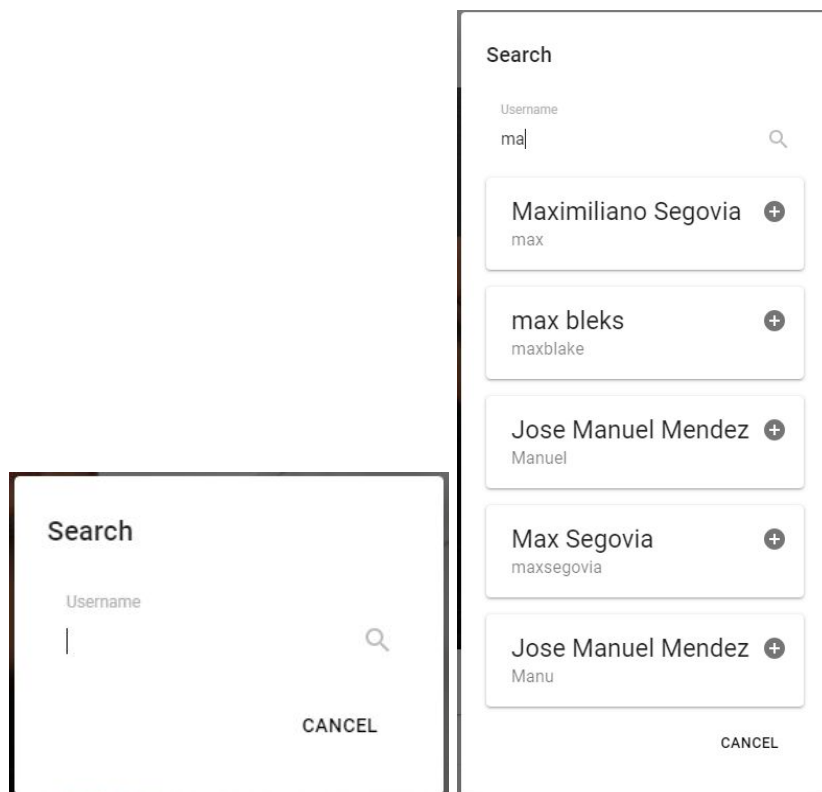 Search
Username
CANCEL
Search
Username
ma
Maximiliano Segovia
max
max bleks
maxblake
Jose Manuel Mendez
Manuel
Max Segovia
maxsegovia
Jose Manuel Mendez
Manu
CANCEL